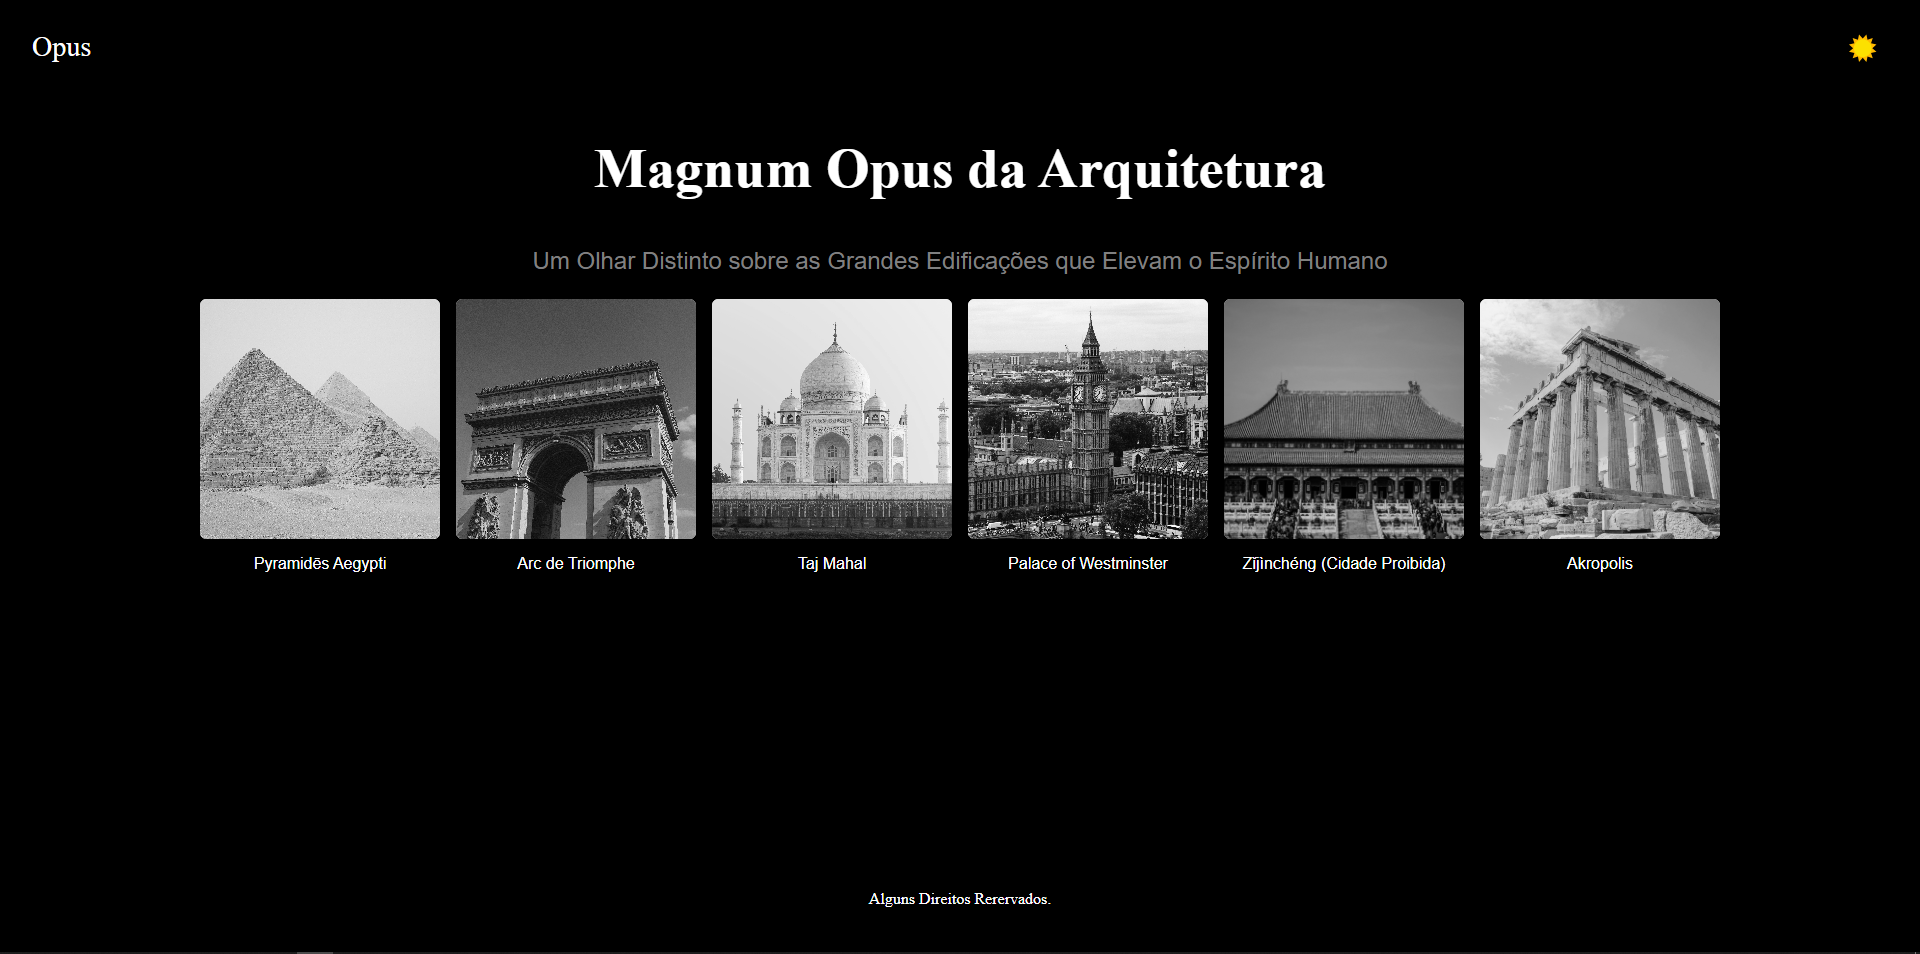 Opus
Magnum Opus da Arquitetura
Um Olhar Distinto sobre as Grandes Edificações que Elevam o Espírito Humano
Pyramidēs Aegypti
Arc de Triomphe
Taj Mahal
Palace of Westminster
Zǐjìnchéng (Cidade Proibida)
Akropolis
Alguns Direitos Rerervados.